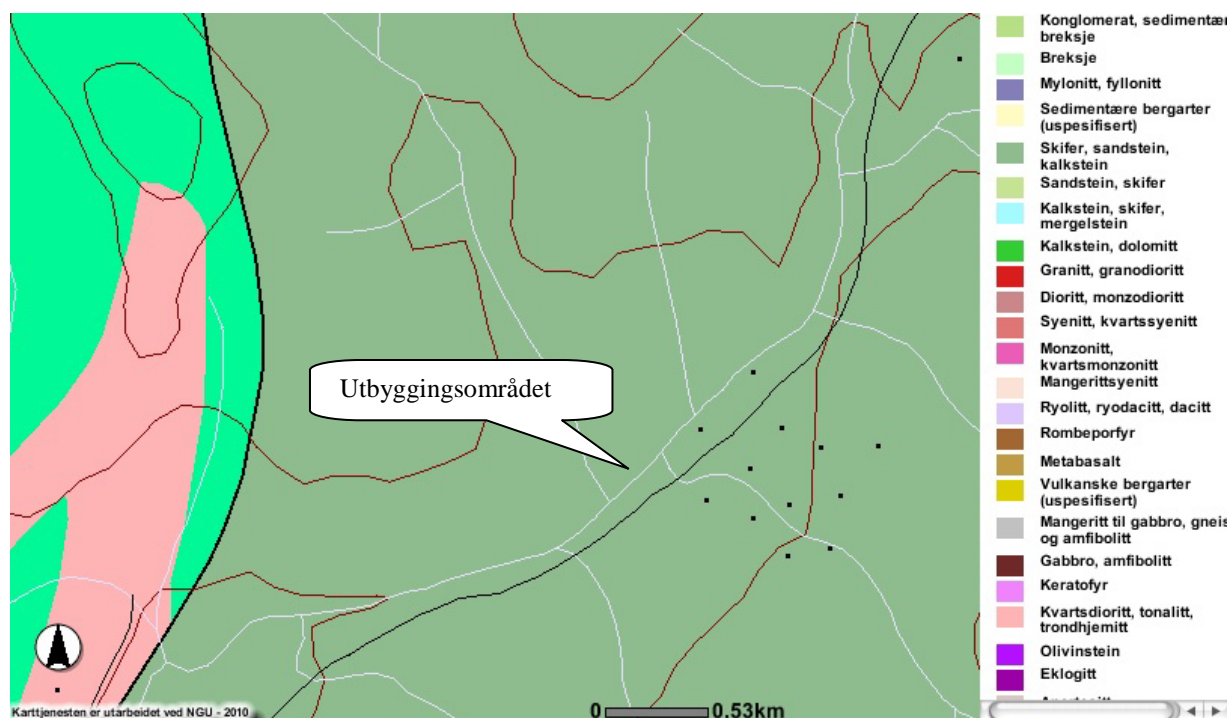 Konglomerat, sedimentær
breksje
Breksje
Mylonitt, fyllonitt
Sedimentære bergarter
(uspesifisert)
Skifer, sandstein,
kalkstein
Sandstein, skifer
Kalkstein, skifer,
mergelstein
Kalkstein, dolomitt
Granitt, granodioritt
Dioritt, monzodioritt
Syenitt, kvartssyenitt
Monzonitt,
kvartsmonzonitt
Mangerittsyenitt
Ryolitt, ryodacitt, dacitt
Rombeporfyr
Metabasalt
Vulkanske bergarter
(uspesifisert)
Mangeritt til gabbro, gneis
og amfibolitt
Gabbro, amfibolitt
Keratofyr
Kvartsdioritt, tonalitt,
trondhjemitt
Olivinstein
Eklogitt
Utbyggingsområdet
Karttjenesten er utarbeidet ved NGU - 2010
0 0.53km